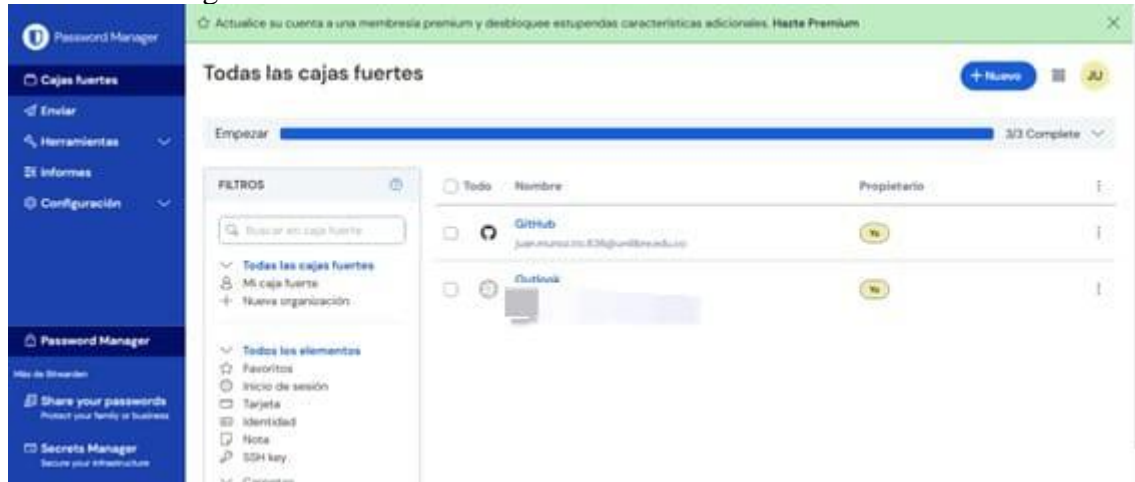 ☆ Actualice su cuenta a una membresía premium y desbloquee estupendas características adicionales. Hazte Premium
Password Manager
Cajas fuertes
Enviar
Herramientas
Informes
Configuración
Password Manager
Más de Bitwarden
Share your passwords
Protect your family or business
Secrets Manager
Secure your infrastructure
Todas las cajas fuertes
+ Nuevo
JU
Empezar
3/3 Complete
FILTROS
Buscar en caja fuerte
Todas las cajas fuertes
Mi caja fuerte
+ Nueva organización
Todos los elementos
Favoritos
Inicio de sesión
Tarjeta
Identidad
Nota
SSH key
Carpetas
Todo Nombre Propietario
GitHub
Yo
Outlook
Yo